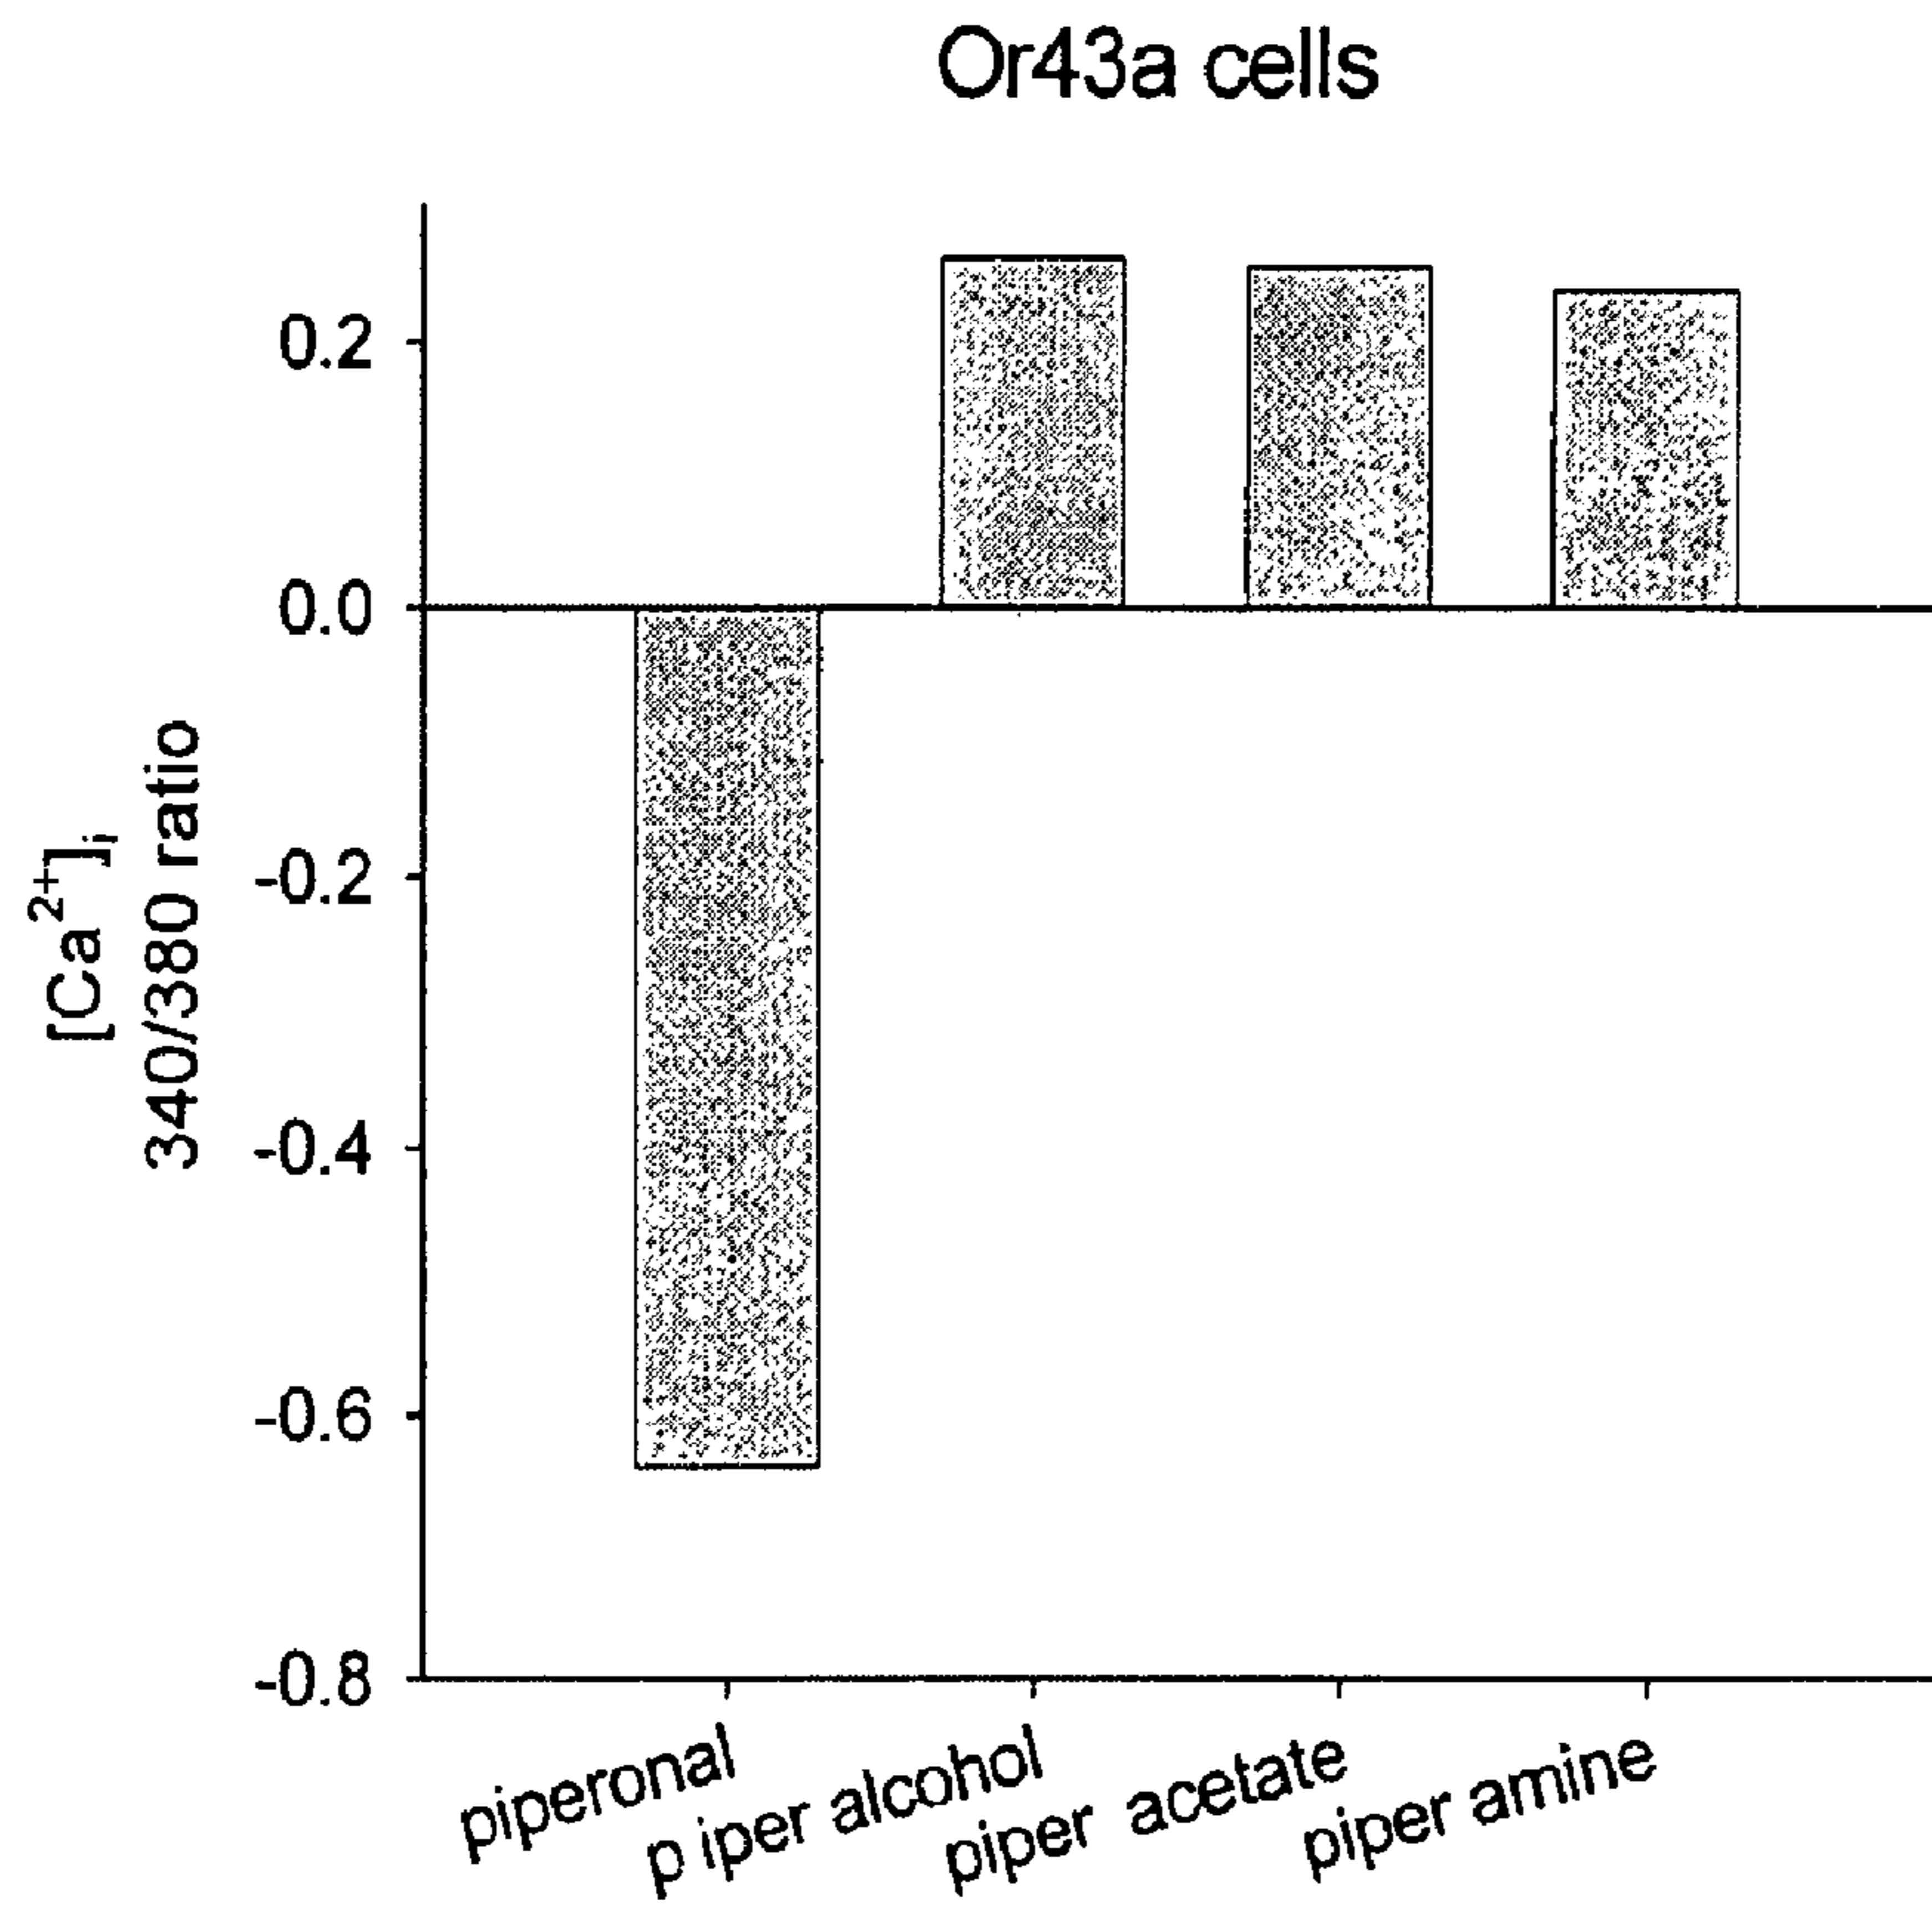 Or43a cells
0.2
0.0
-0.2
-0.4
-0.6
-0.8
[Ca2+]i
340/380 ratio
piperonal
p iper alcohol
piper acetate
piper amine